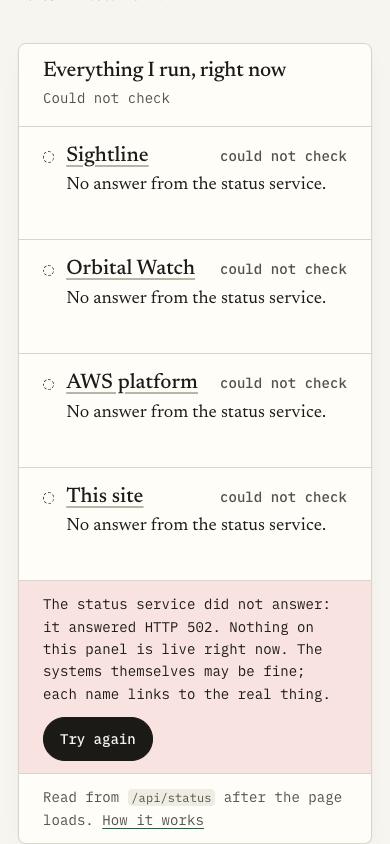 Everything I run, right now
Could not check
Sightline could not check
No answer from the status service.
Orbital Watch could not check
No answer from the status service.
AWS platform could not check
No answer from the status service.
This site could not check
No answer from the status service.
The status service did not answer:
it answered HTTP 502. Nothing on
this panel is live right now. The
systems themselves may be fine;
each name links to the real thing.
Try again
Read from /api/status after the page
loads. How it works